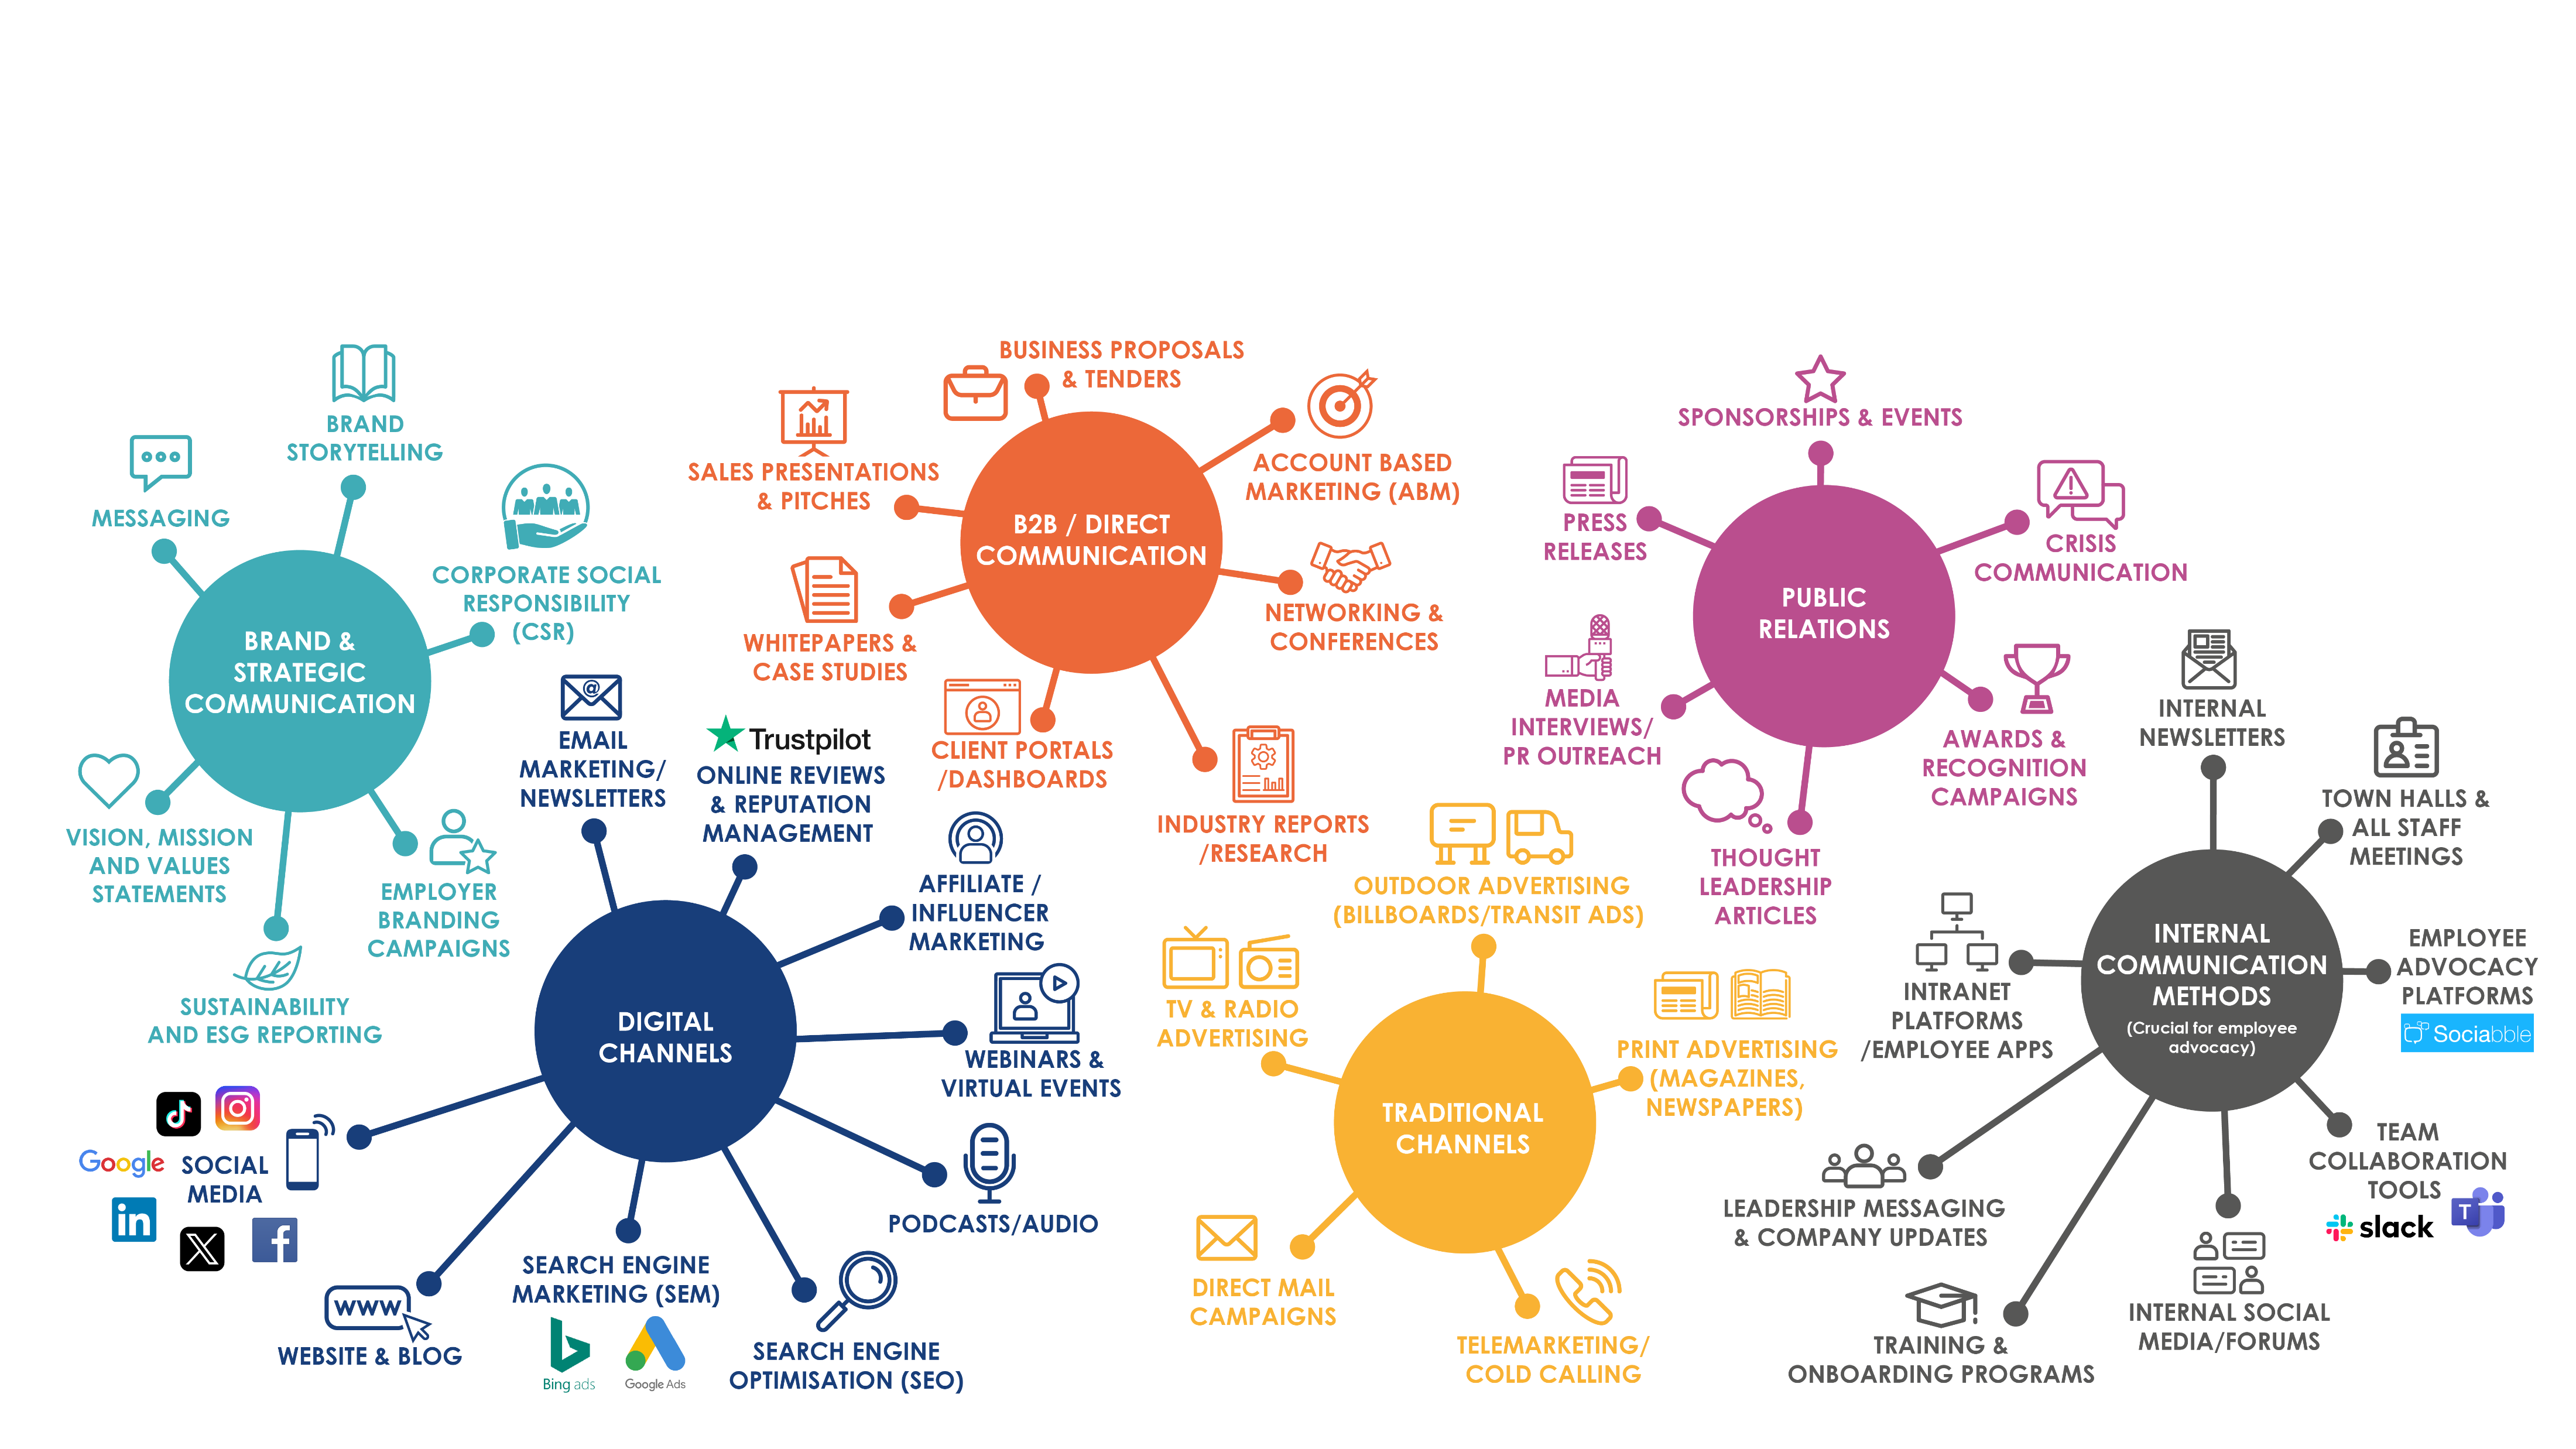 BRAND
STORYTELLING
MESSAGING
CORPORATE SOCIAL
RESPONSIBILITY
(CSR)
BRAND &
STRATEGIC
COMMUNICATION
VISION, MISSION
AND VALUES
STATEMENTS
EMPLOYER
BRANDING
CAMPAIGNS
SUSTAINABILITY
AND ESG REPORTING
BUSINESS PROPOSALS
& TENDERS
SALES PRESENTATIONS
& PITCHES
ACCOUNT BASED
MARKETING (ABM)
B2B / DIRECT
COMMUNICATION
WHITEPAPERS &
CASE STUDIES
NETWORKING &
CONFERENCES
CLIENT PORTALS
/DASHBOARDS
INDUSTRY REPORTS
/RESEARCH
SPONSORSHIPS & EVENTS
PRESS
RELEASES
CRISIS
COMMUNICATION
PUBLIC
RELATIONS
MEDIA
INTERVIEWS/
PR OUTREACH
AWARDS &
RECOGNITION
CAMPAIGNS
THOUGHT
LEADERSHIP
ARTICLES
@
EMAIL
MARKETING/
NEWSLETTERS
Trustpilot
ONLINE REVIEWS
& REPUTATION
MANAGEMENT
AFFILIATE /
INFLUENCER
MARKETING
DIGITAL
CHANNELS
WEBINARS &
VIRTUAL EVENTS
PODCASTS/AUDIO
Google
SOCIAL
MEDIA
in
X
f
WWW
WEBSITE & BLOG
SEARCH ENGINE
MARKETING (SEM)
Bing ads
Google Ads
SEARCH ENGINE
OPTIMISATION (SEO)
OUTDOOR ADVERTISING
(BILLBOARDS/TRANSIT ADS)
TV & RADIO
ADVERTISING
PRINT ADVERTISING
(MAGAZINES,
NEWSPAPERS)
TRADITIONAL
CHANNELS
DIRECT MAIL
CAMPAIGNS
TELEMARKETING/
COLD CALLING
INTERNAL
NEWSLETTERS
TOWN HALLS &
ALL STAFF
MEETINGS
INTERNAL
COMMUNICATION
METHODS
(Crucial for employee
advocacy)
INTRANET
PLATFORMS
/EMPLOYEE APPS
EMPLOYEE
ADVOCACY
PLATFORMS
Sociabble
LEADERSHIP MESSAGING
& COMPANY UPDATES
TEAM
COLLABORATION
TOOLS
slack
T
TRAINING &
ONBOARDING PROGRAMS
INTERNAL SOCIAL
MEDIA/FORUMS